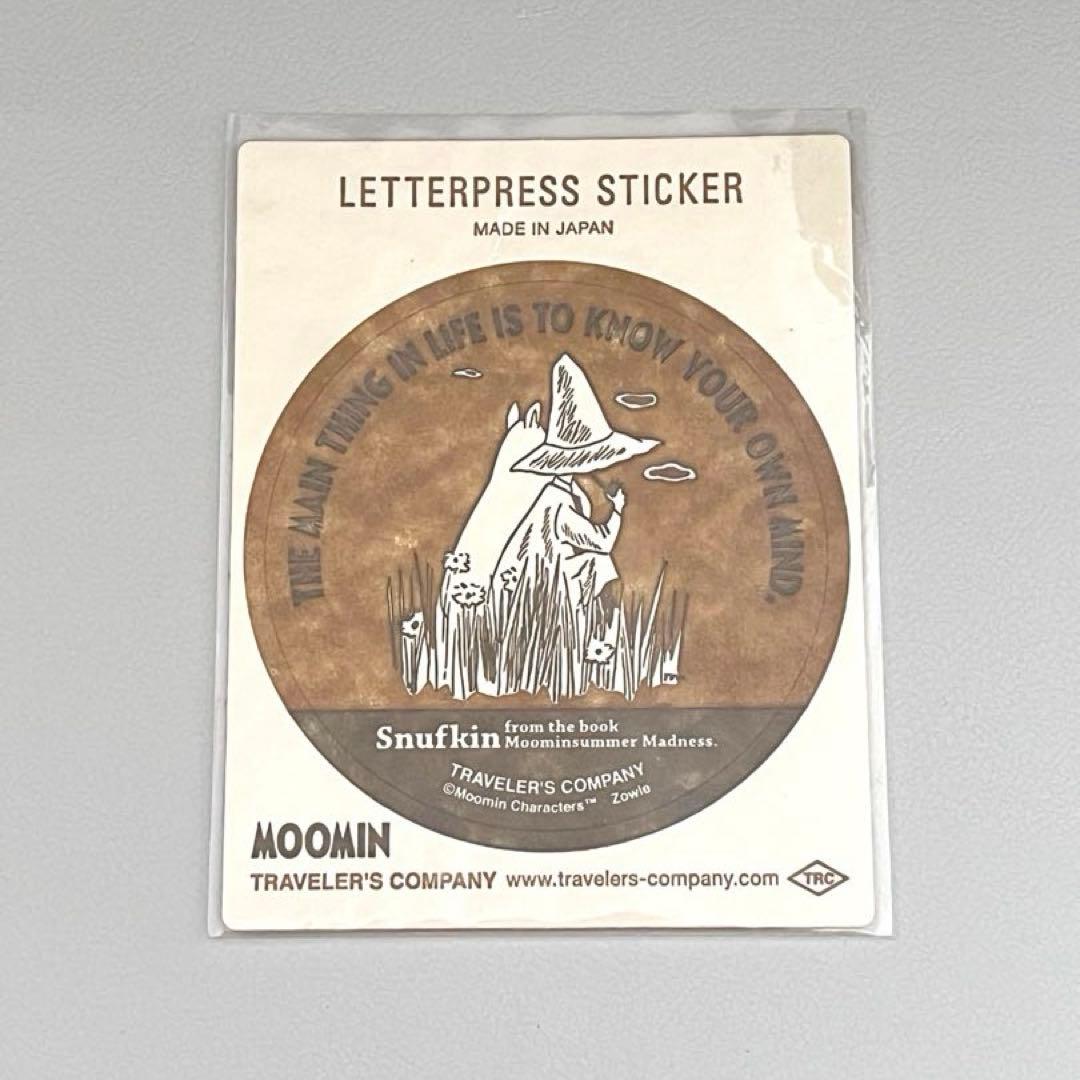 LETTERPRESS STICKER
MADE IN JAPAN
THE MAIN THING IN LIFE IS TO KNOW YOUR OWN MIND.
Snufkin from the book
Moominsummer Madness.
TRAVELER'S COMPANY
©Moomin Characters™ Zowie
MOOMIN
TRAVELER'S COMPANY www.travelers-company.com TRC